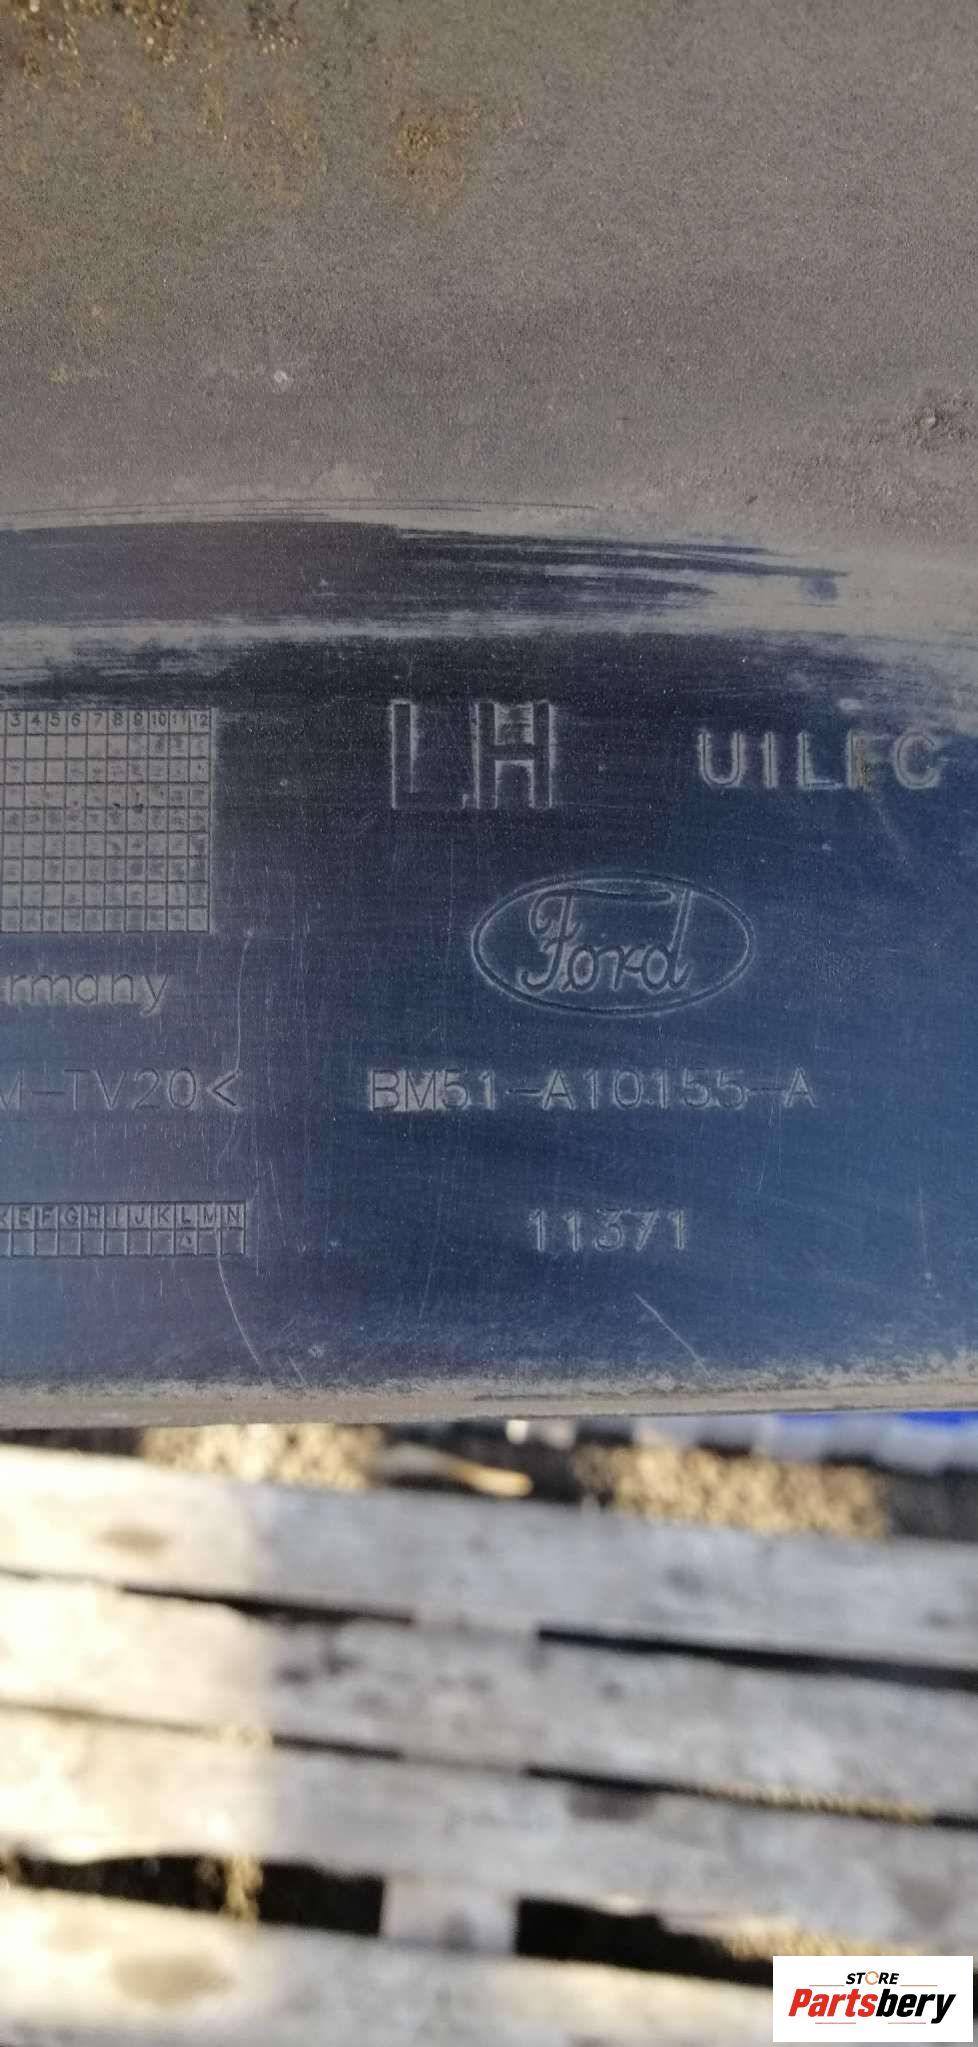 3 4 5 6 7 8 9 10 11 12
LH
U1LFC
Ford
ermany
M-TV20<
BM51-A10155-A
E F G H I J K L M N
11371
STORE
Partsbery